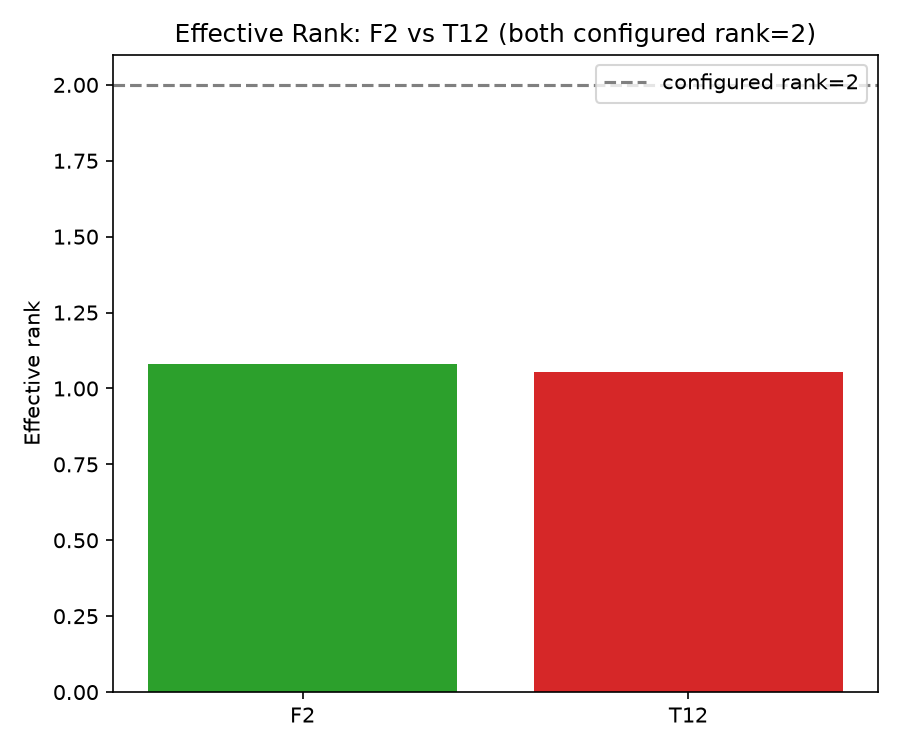 Effective Rank: F2 vs T12 (both configured rank=2)
configured rank=2
Effective rank
2.00
1.75
1.50
1.25
1.00
0.75
0.50
0.25
0.00
F2
T12